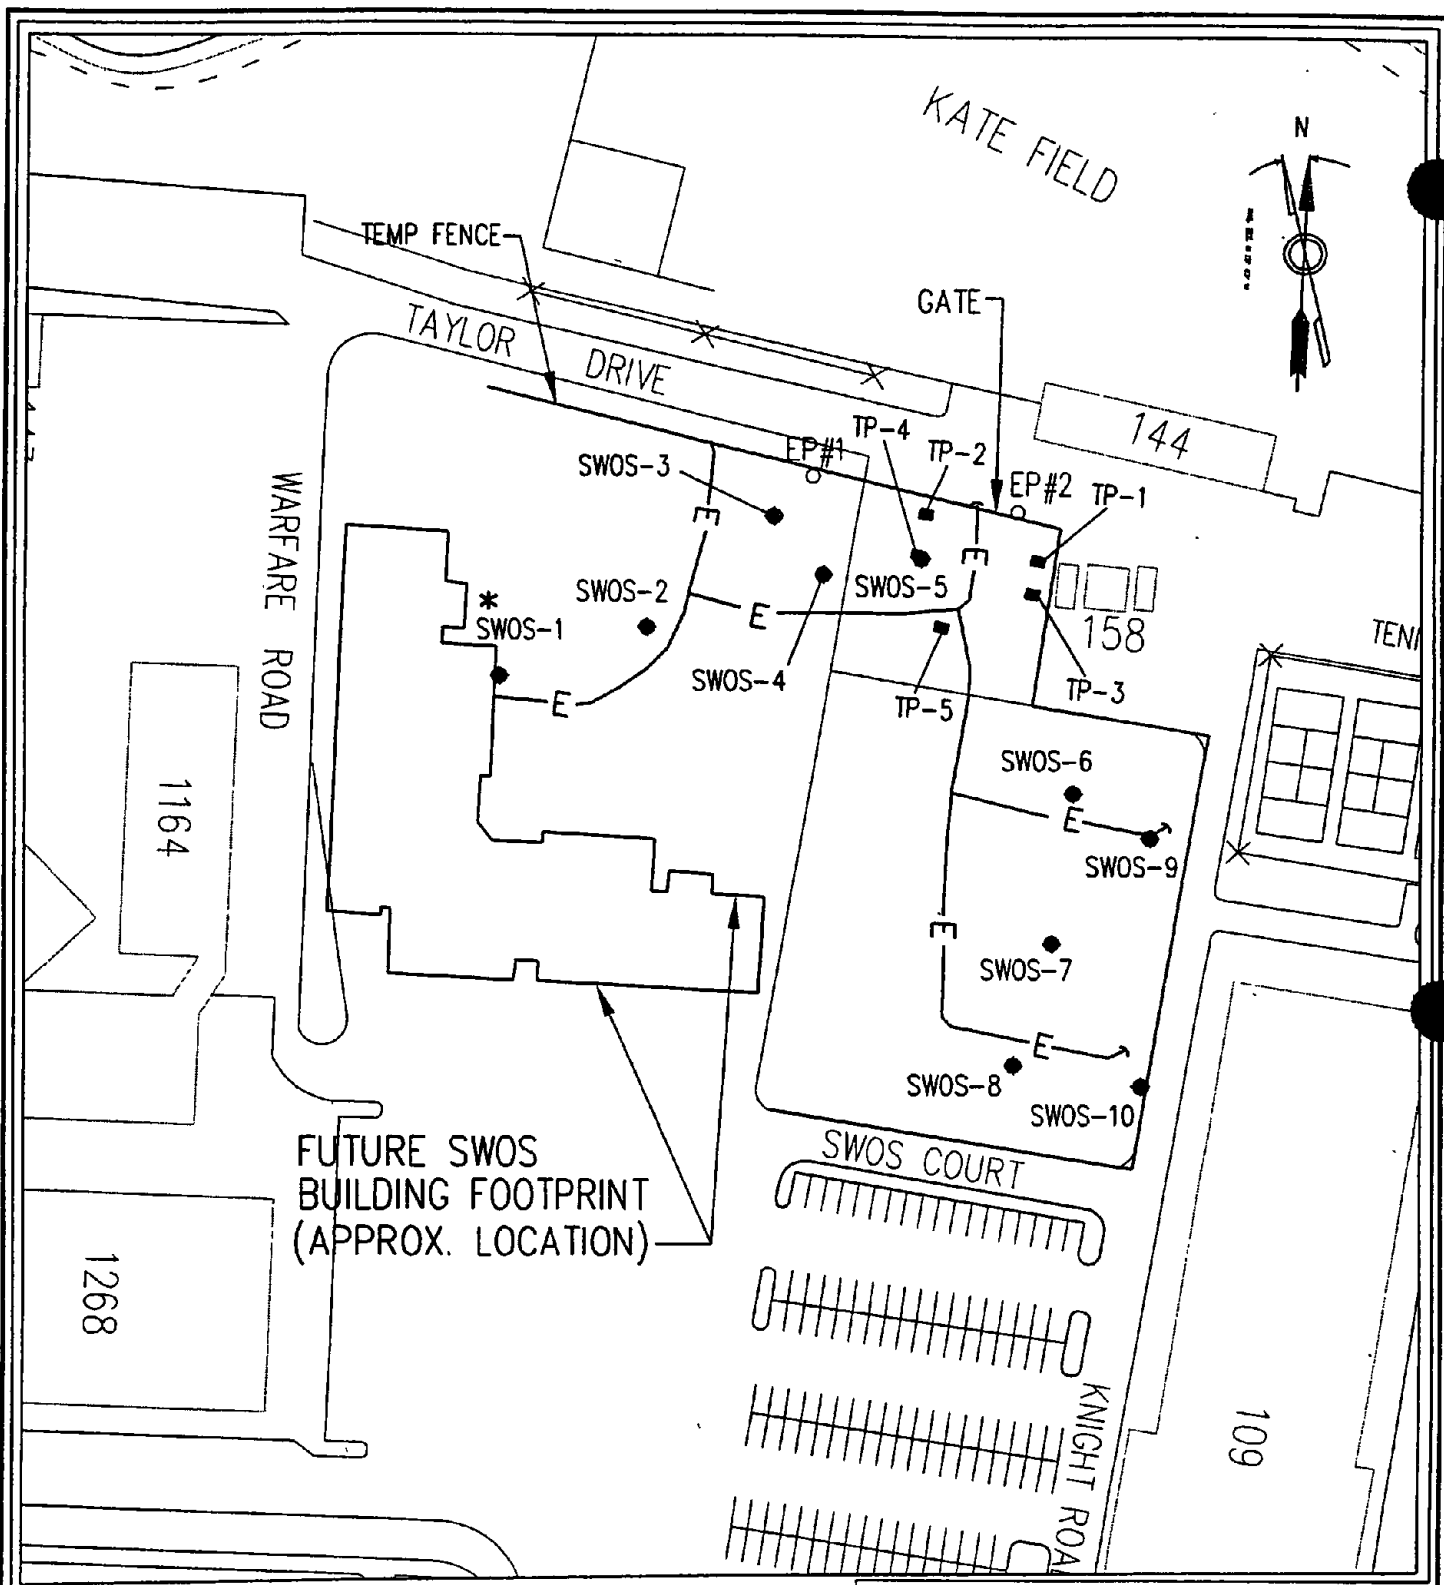 KATE FIELD
N
TEMP FENCE
GATE
TAYLOR DRIVE
144
TP-4
EP#1
TP-2
SWOS-3
EP#2
TP-1
WARFARE ROAD
E
E
SWOS-5
SWOS-2
*
E
SWOS-1
158
TENI
SWOS-4
TP-3
E
TP-5
SWOS-6
1164
E
SWOS-9
E
SWOS-7
E
SWOS-8
SWOS-10
FUTURE SWOS
BUILDING FOOTPRINT
(APPROX. LOCATION)
SWOS COURT
1268
KNIGHT ROA
109